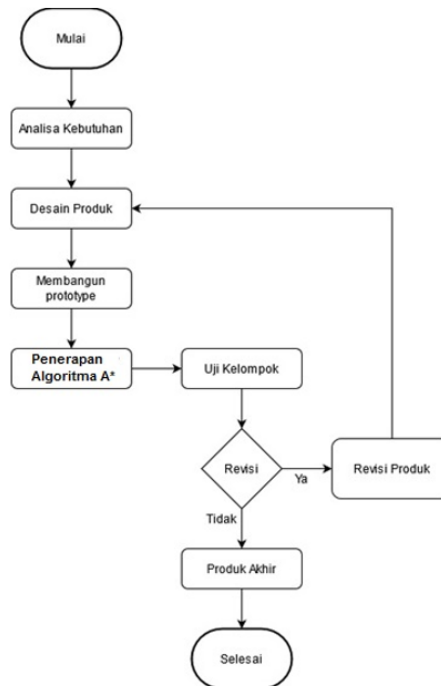 Mulai
Analisa Kebutuhan
Desain Produk
Membangun
prototype
Penerapan
Algoritma A*
Uji Kelompok
Revisi
Ya
Revisi Produk
Tidak
Produk Akhir
Selesai